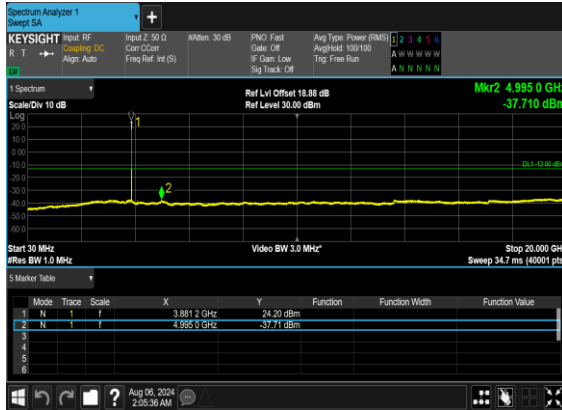 Spectrum Analyzer 1
Swept SA
+
KEYSIGHT
R T
LXI
Input: RF
Coupling: DC
Align: Auto
Input Z: 50 Ω
Corr CCorr
Freq Ref: Int (S)
#Atten: 30 dB
PNO: Fast
Gate: Off
IF Gain: Low
Sig Track: Off
Avg Type: Power (RMS)
Avg|Hold: 100/100
Trig: Free Run
1 2 3 4 5 6
A W W W W W
A N N N N N
1 Spectrum
Scale/Div 10 dB
Ref Lvl Offset 18.88 dB
Ref Level 30.00 dBm
Mkr2 4.995 0 GHz
-37.710 dBm
Log
20.0
10.0
0.00
-10.0
-20.0
-30.0
-40.0
-50.0
-60.0
1
2
DL1 -13.00 dBm
Start 30 MHz
#Res BW 1.0 MHz
Video BW 3.0 MHz*
Stop 20.000 GHz
Sweep 34.7 ms (40001 pts)
5 Marker Table
Mode Trace Scale X Y Function Function Width Function Value
1 N 1 f 3.881 2 GHz 24.20 dBm
2 N 1 f 4.995 0 GHz -37.71 dBm
3
4
5
6
?
Aug 06, 2024
2:05:36 AM